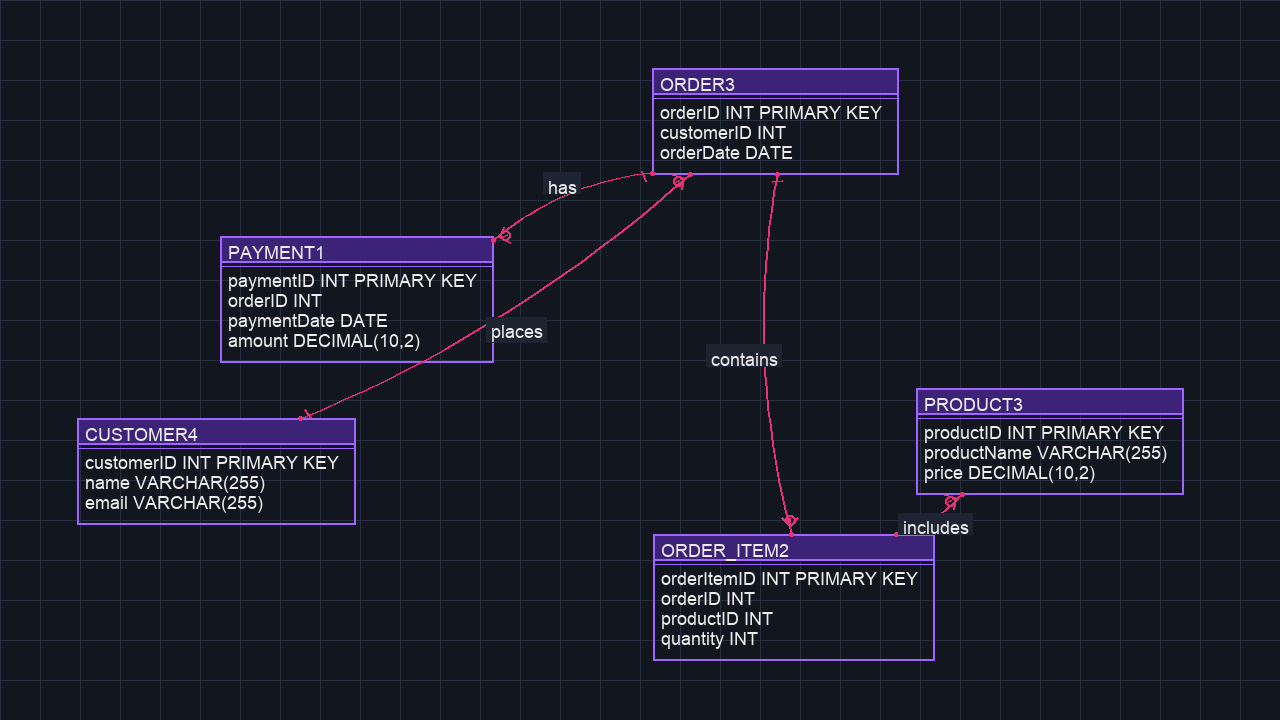 ORDER3
orderID INT PRIMARY KEY
customerID INT
orderDate DATE
has
PAYMENT1
paymentID INT PRIMARY KEY
orderID INT
paymentDate DATE
amount DECIMAL(10,2)
places
contains
CUSTOMER4
customerID INT PRIMARY KEY
name VARCHAR(255)
email VARCHAR(255)
PRODUCT3
productID INT PRIMARY KEY
productName VARCHAR(255)
price DECIMAL(10,2)
includes
ORDER_ITEM2
orderItemID INT PRIMARY KEY
orderID INT
productID INT
quantity INT